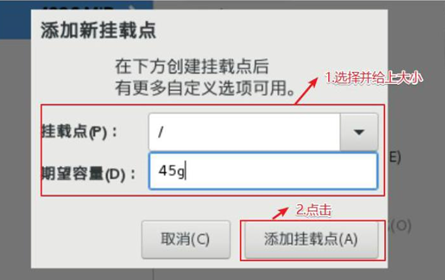 添加新挂载点
在下方创建挂载点后
有更多自定义选项可用。
1.选择并给上大小
挂载点(P)：
/
E)
期望容量(D)：
45g
2.点击
(O)
取消(C)
添加挂载点(A)